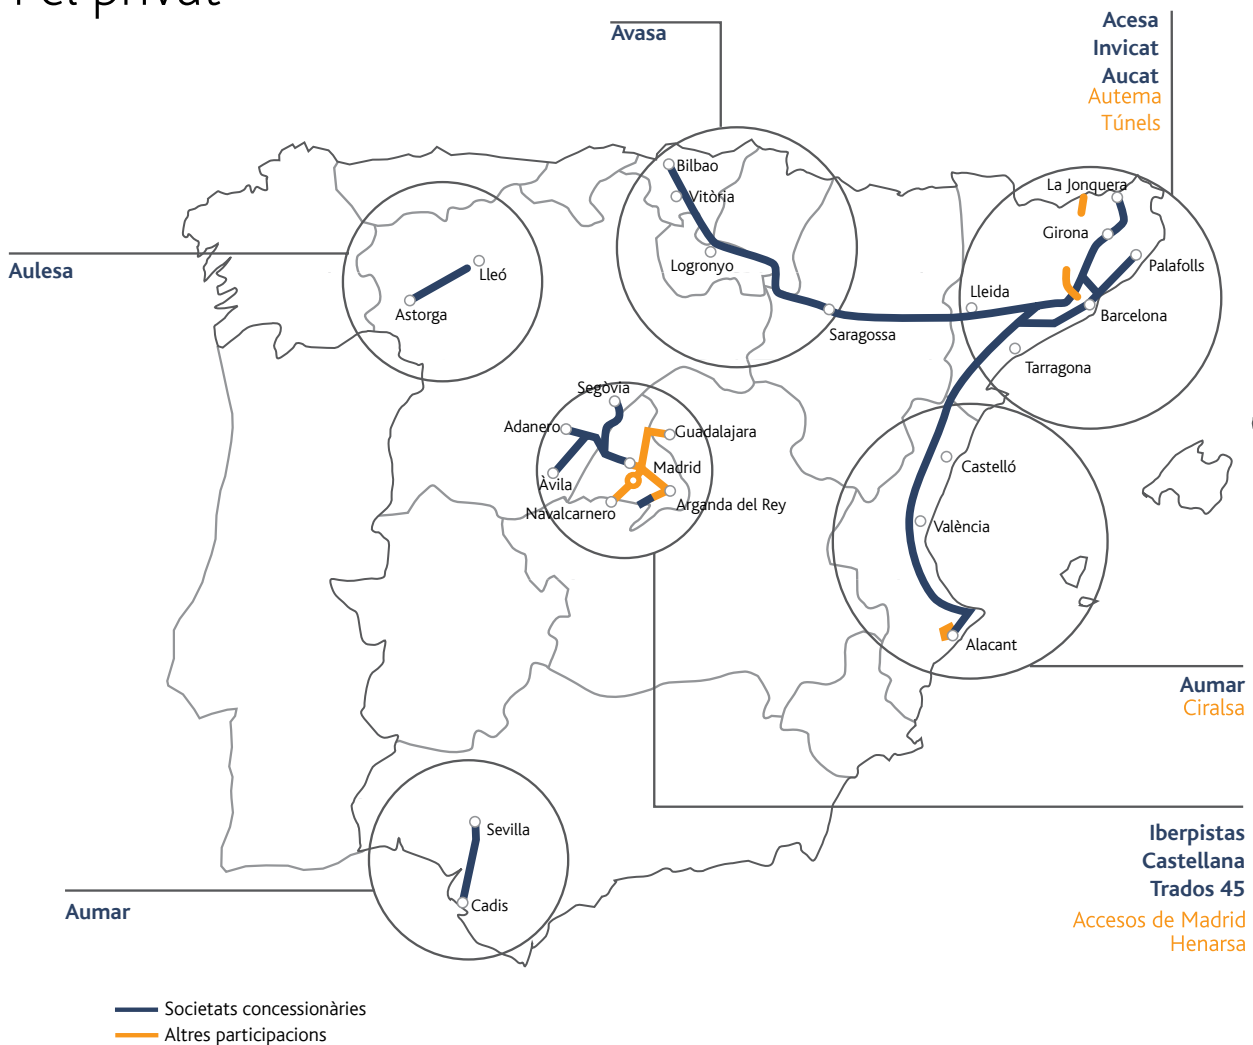 i el privat
Avasa
Acesa
Invicat
Aucat
Autema
Túnels
Bilbao
Vitòria
Logronyo
La Jonquera
Girona
Palafolls
Lleida
Barcelona
Saragossa
Tarragona
Aulesa
Lleó
Astorga
Segòvia
Adanero
Guadalajara
Madrid
Àvila
Arganda del Rey
Navalcarnero
Castelló
València
Alacant
Aumar
Ciralsa
Sevilla
Cadis
Aumar
Iberpistas
Castellana
Trados 45
Accesos de Madrid
Henarsa
Societats concessionàries
Altres participacions